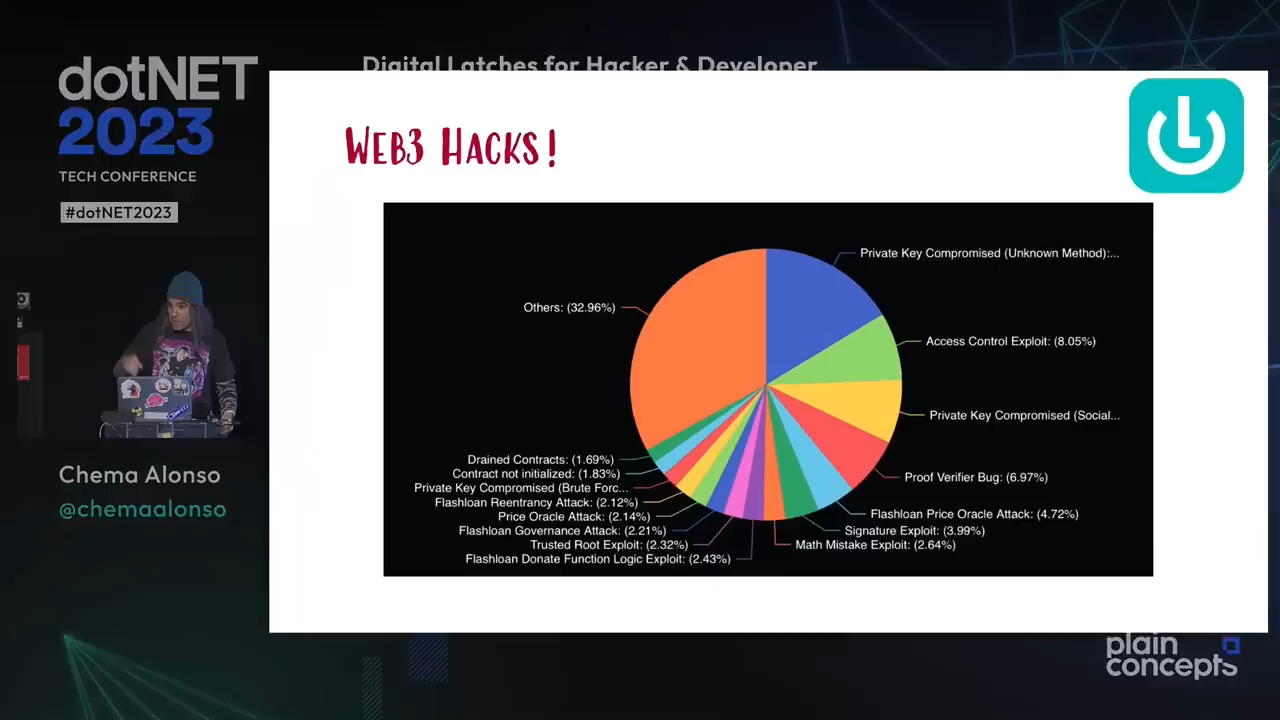 dotNET
2023
TECH CONFERENCE
#dotNET2023
Digital Latches for Hacker & Developer
WEB3 HACKS!
Private Key Compromised (Unknown Method):...
Access Control Exploit: (8.05%)
Private Key Compromised (Social...
Proof Verifier Bug: (6.97%)
Flashloan Price Oracle Attack: (4.72%)
Signature Exploit: (3.99%)
Math Mistake Exploit: (2.64%)
Others: (32.96%)
Drained Contracts: (1.69%)
Contract not initialized: (1.83%)
Private Key Compromised (Brute Forc...
Flashloan Reentrancy Attack: (2.12%)
Price Oracle Attack: (2.14%)
Flashloan Governance Attack: (2.21%)
Trusted Root Exploit: (2.32%)
Flashloan Donate Function Logic Exploit: (2.43%)
Chema Alonso
@chemaalonso
plain
concepts